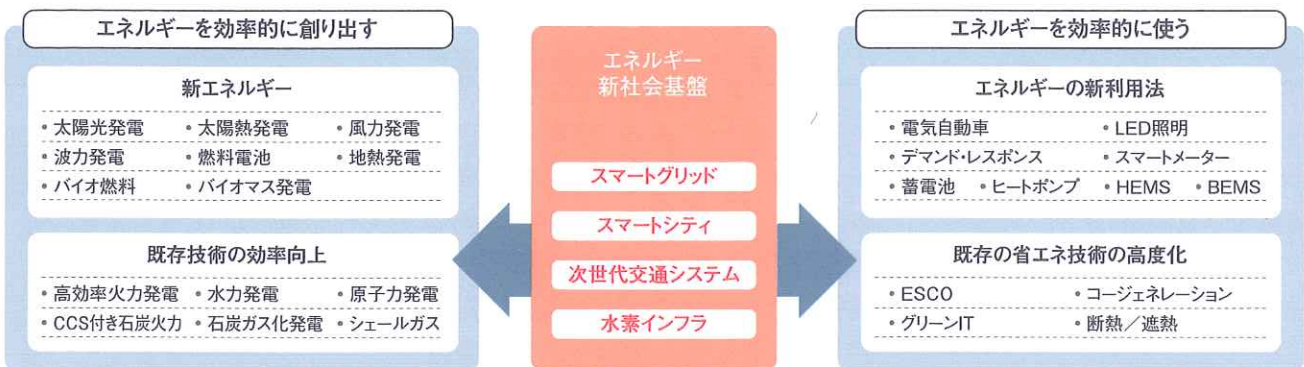 エネルギーを効率的に創り出す
新エネルギー
• 太陽光発電 • 太陽熱発電 • 風力発電
• 波力発電 • 燃料電池 • 地熱発電
• バイオ燃料 • バイオマス発電
既存技術の効率向上
• 高効率火力発電 • 水力発電 • 原子力発電
• CCS付き石炭火力 • 石炭ガス化発電 • シェールガス
エネルギー
新社会基盤
スマートグリッド
スマートシティ
次世代交通システム
水素インフラ
エネルギーを効率的に使う
エネルギーの新利用法
• 電気自動車 • LED照明
• デマンド・レスポンス • スマートメーター
• 蓄電池 • ヒートポンプ • HEMS • BEMS
既存の省エネ技術の高度化
• ESCO • コージェネレーション
• グリーンIT • 断熱／遮熱